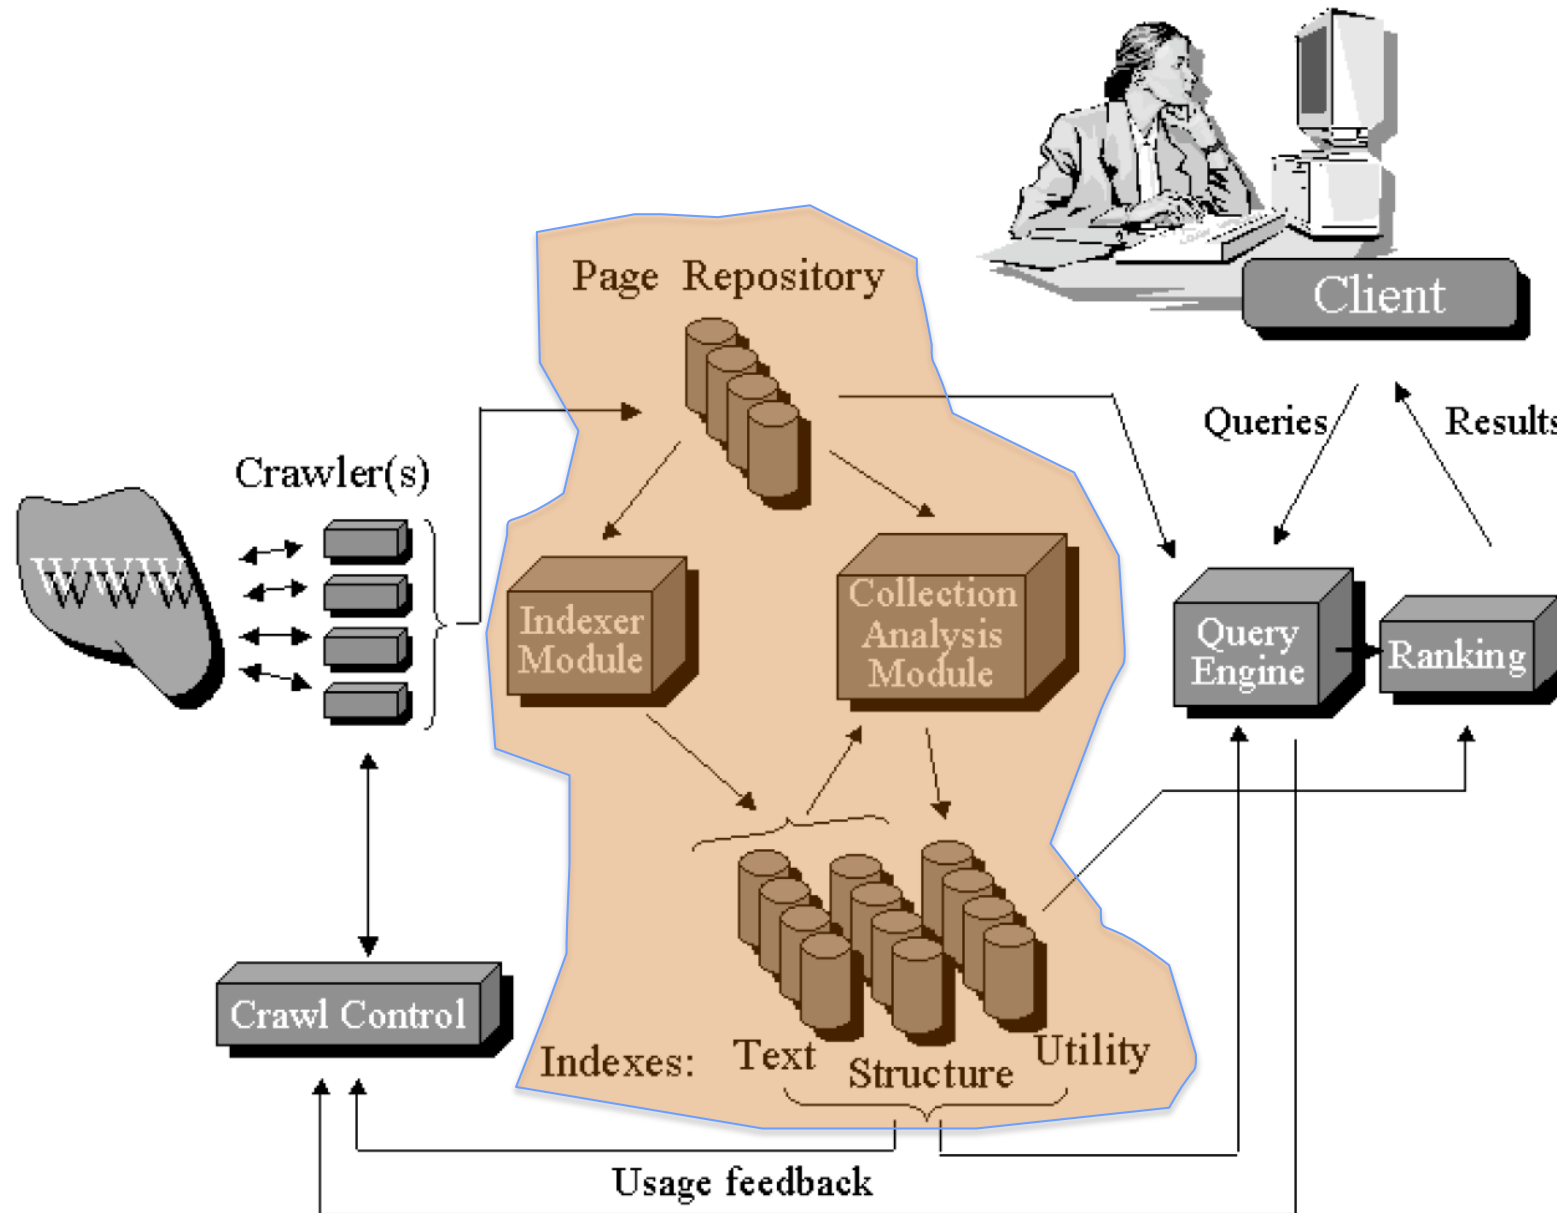 Page Repository
Client
Queries
Results
Crawler(s)
WWW
Indexer
Module
Collection
Analysis
Module
Query
Engine
Ranking
Crawl Control
Indexes:
Text
Structure
Utility
Usage feedback